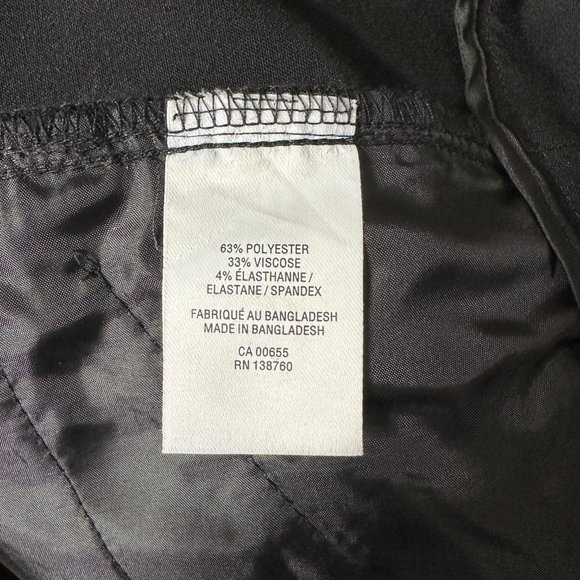 63% POLYESTER
33% VISCOSE
4% ÉLASTHANNE /
ELASTANE / SPANDEX
FABRIQUÉ AU BANGLADESH
MADE IN BANGLADESH
CA 00655
RN 138760